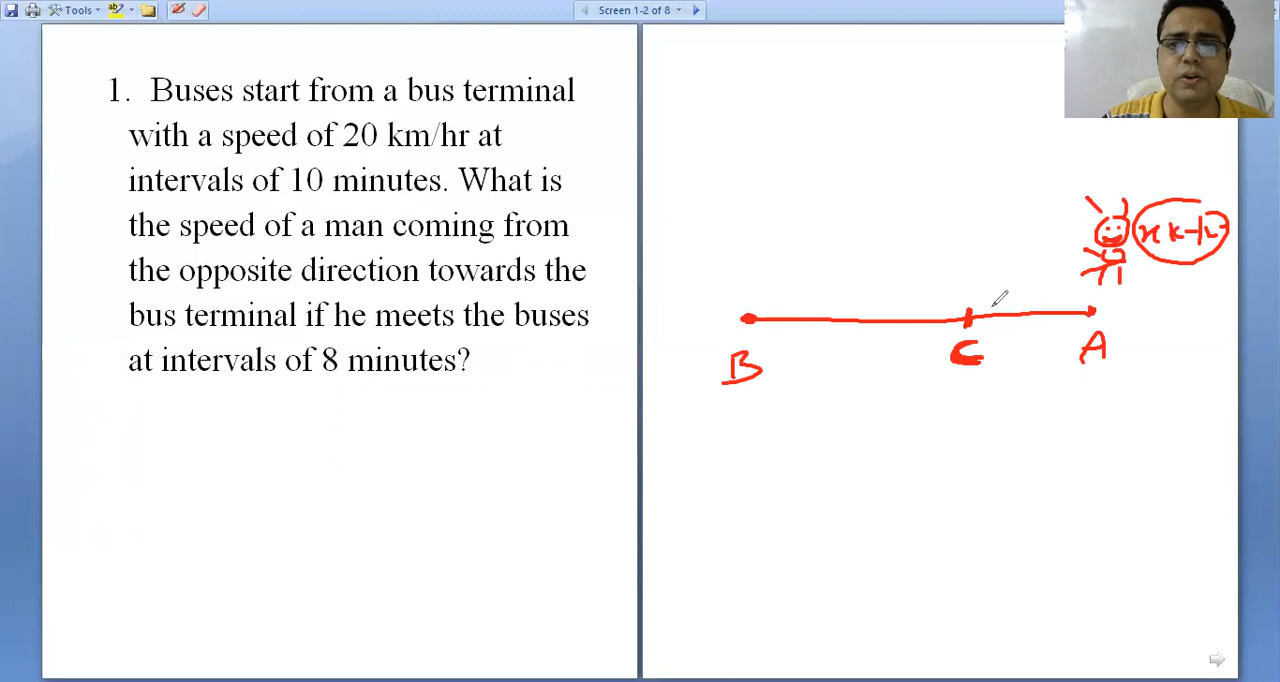 Tools
Screen 1-2 of 8
1. Buses start from a bus terminal
with a speed of 20 km/hr at
intervals of 10 minutes. What is
the speed of a man coming from
the opposite direction towards the
bus terminal if he meets the buses
at intervals of 8 minutes?
B
C
A